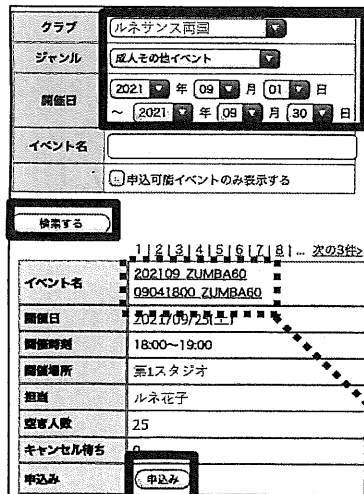 クラブ ルネサンス両国
ジャンル 成人その他イベント
開催日 2021 年 09 月 01 日
～ 2021 年 09 月 30 日
イベント名
申込可能イベントのみ表示する
検索する
1 | 2 | 3 | 4 | 5 | 6 | 7 | 8 | ... 次の3件>
イベント名 202109 ZUMBA60
09041800 ZUMBA60
開催日 2021/09/25(土)
開催時刻 18:00〜19:00
開催場所 第1スタジオ
担当 ルネ花子
空き人数 25
キャンセル待ち 0
申込み 申込み